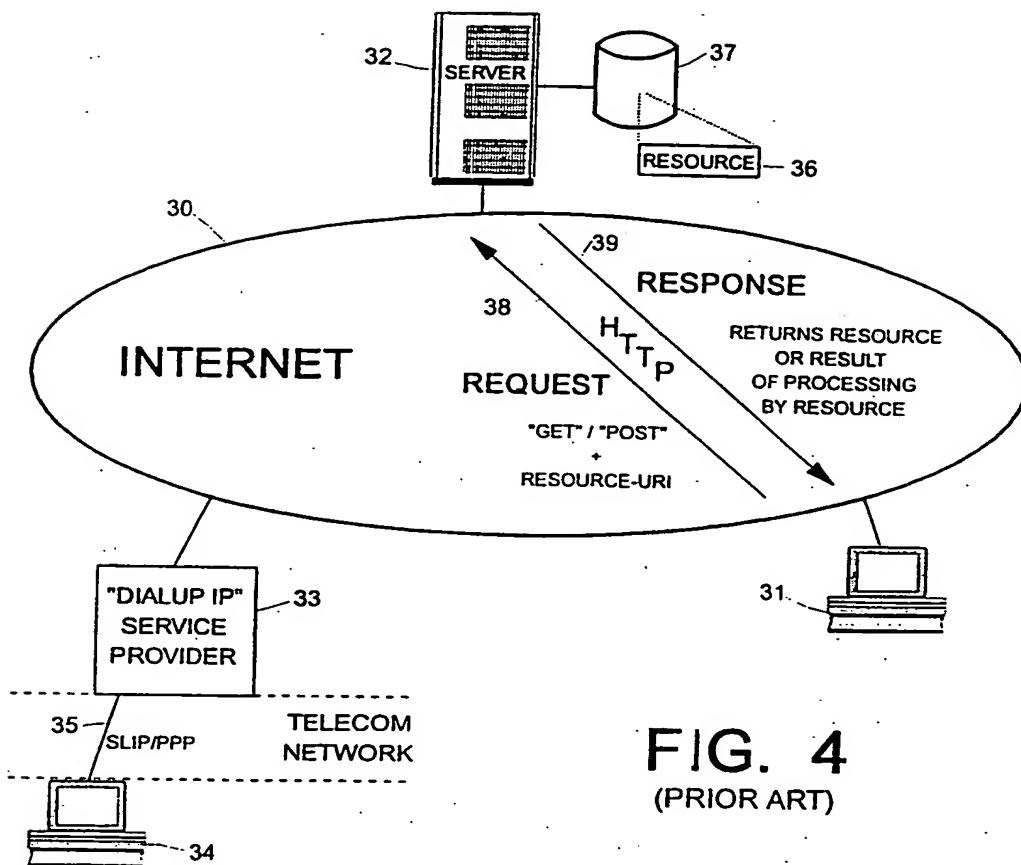 32
SERVER
37
RESOURCE
36
30
39
RESPONSE
38
HTTP
RETURNS RESOURCE
OR RESULT
OF PROCESSING
BY RESOURCE
INTERNET
REQUEST
"GET" / "POST"
+
RESOURCE-URI
"DIALUP IP"
SERVICE
PROVIDER
33
31
35
SLIP/PPP
TELECOM
NETWORK
34
FIG. 4
(PRIOR ART)